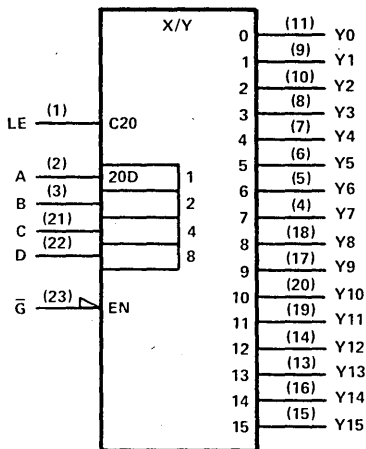 X/Y
0 (11) Y0
1 (9) Y1
2 (10) Y2
3 (8) Y3
LE (1) C20
4 (7) Y4
A (2) 20D 1
5 (6) Y5
B (3) 2
6 (5) Y6
C (21) 4
7 (4) Y7
D (22) 8
8 (18) Y8
9 (17) Y9
G̅ (23) EN
10 (20) Y10
11 (19) Y11
12 (14) Y12
13 (13) Y13
14 (16) Y14
15 (15) Y15